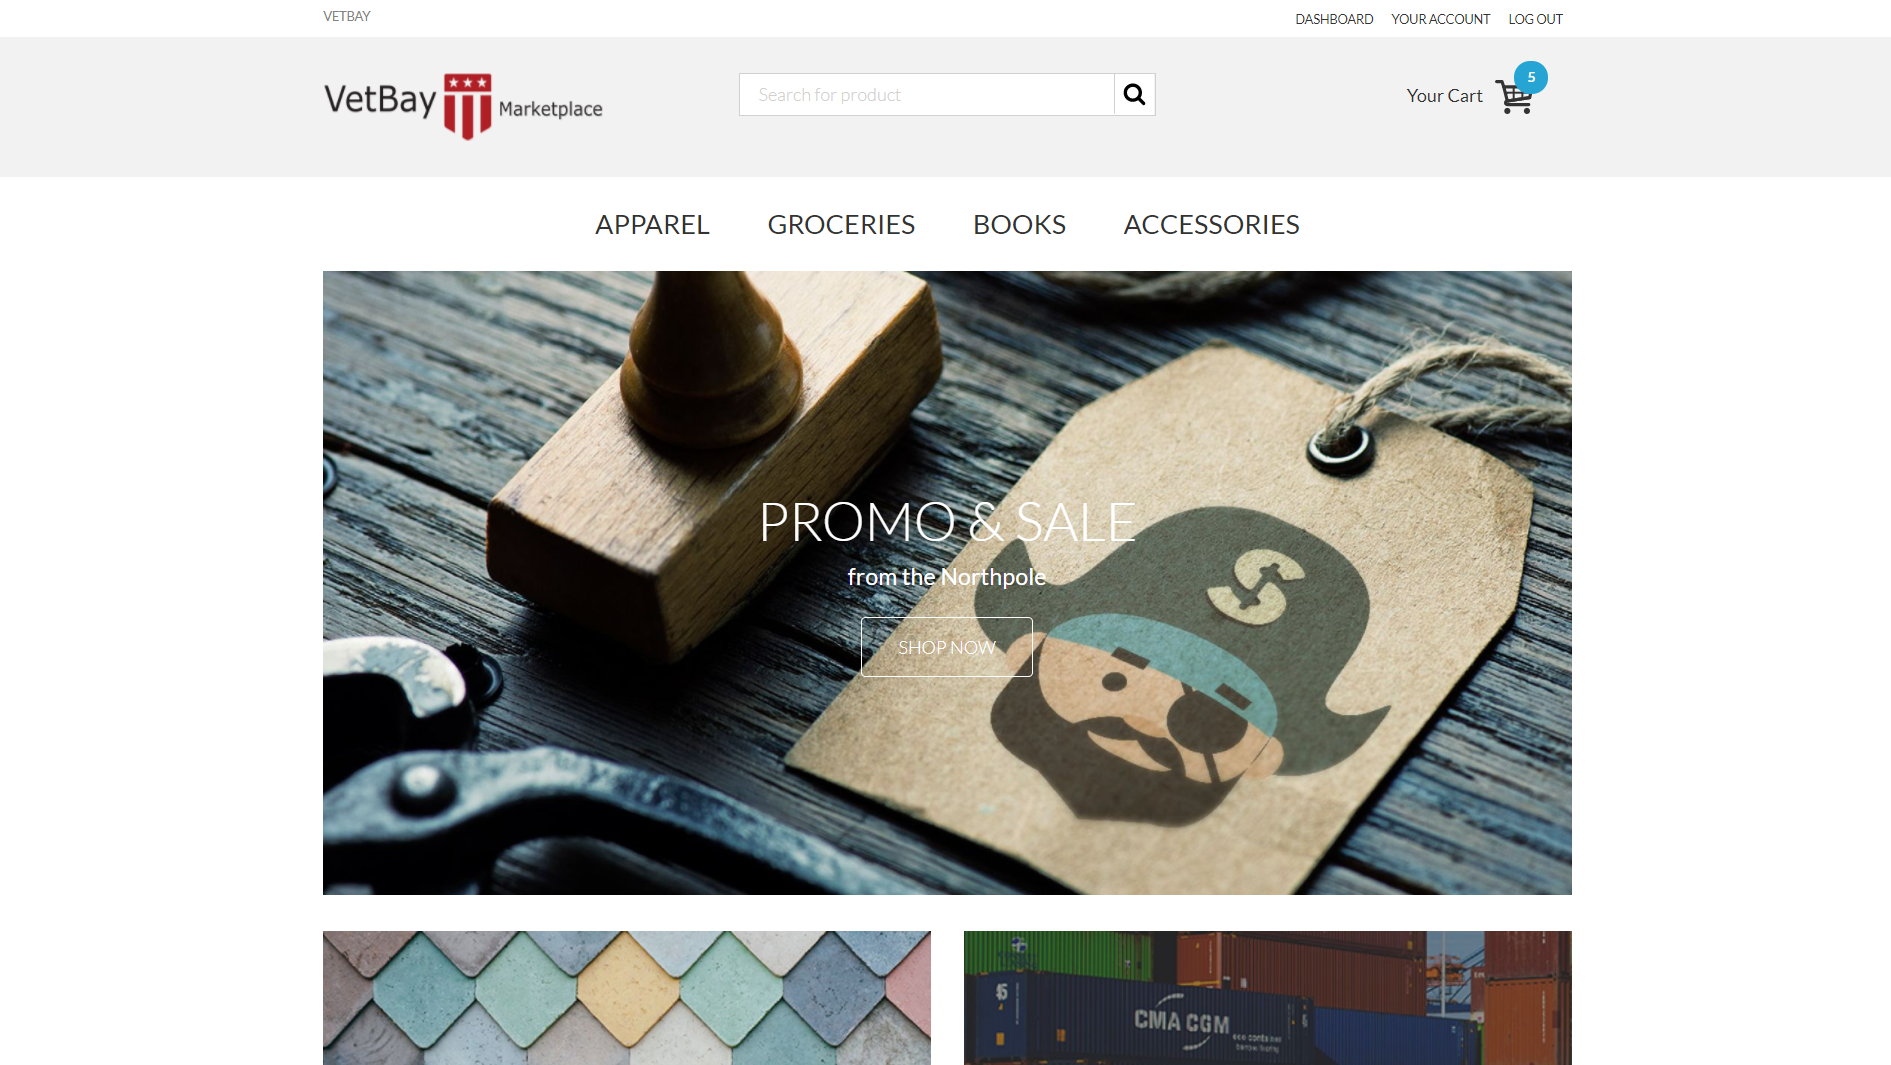 VETBAY
DASHBOARD YOUR ACCOUNT LOG OUT
VetBay Marketplace
Search for product
Your Cart 5
APPAREL GROCERIES BOOKS ACCESSORIES
PROMO & SALE
from the Northpole
SHOP NOW
45
CMA CGM